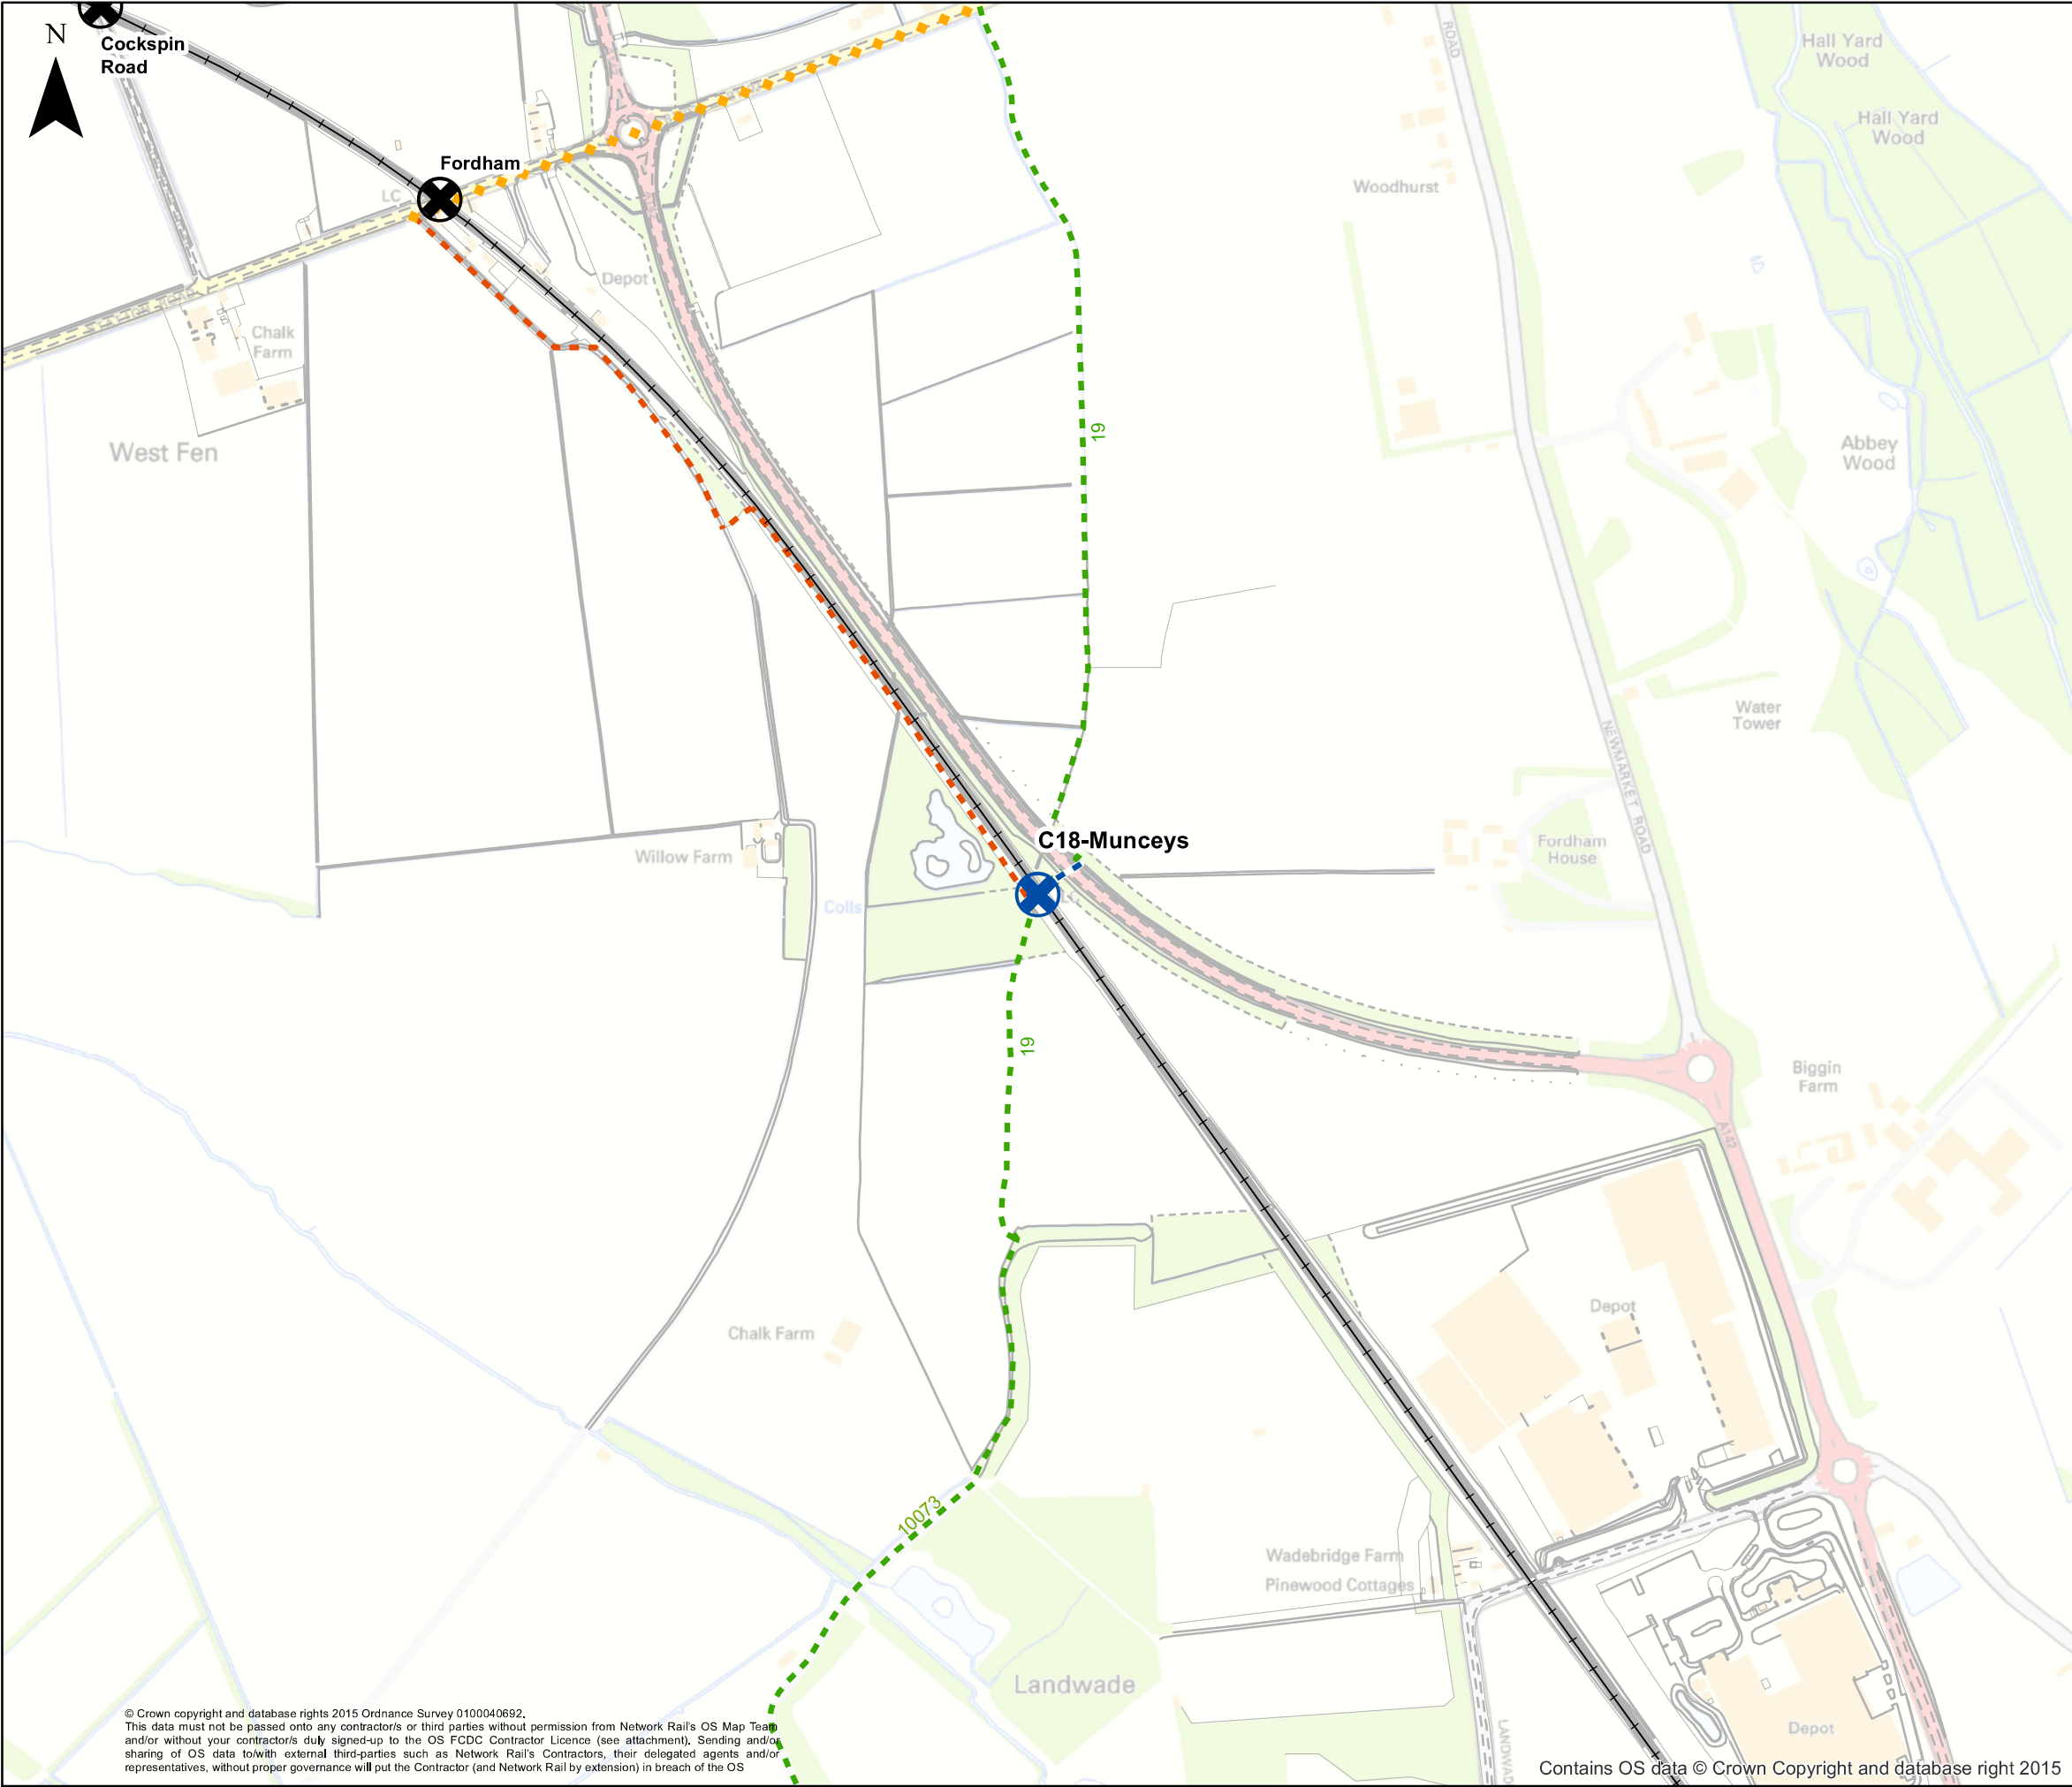 N
Cockspin
Road
Fordham
LC
ROAD
Hall Yard
Wood
Hall Yard
Wood
Woodhurst
Depot
Chalk
Farm
West Fen
19
Abbey
Wood
Water
Tower
NEWMARKET ROAD
C18-Munceys
Willow Farm
Fordham
House
Colls
19
Biggin
Farm
A142
Chalk Farm
Depot
10073
Wadebridge Farm
Pinewood Cottages
Landwade
Depot
© Crown copyright and database rights 2015 Ordnance Survey 0100040692.
This data must not be passed onto any contractor/s or third parties without permission from Network Rail's OS Map Team
and/or without your contractor/s duly signed-up to the OS FCDC Contractor Licence (see attachment). Sending and/or
sharing of OS data to/with external third-parties such as Network Rail's Contractors, their delegated agents and/or
representatives, without proper governance will put the Contractor (and Network Rail by extension) in breach of the OS
LANDWAD
Contains OS data © Crown Copyright and database right 2015